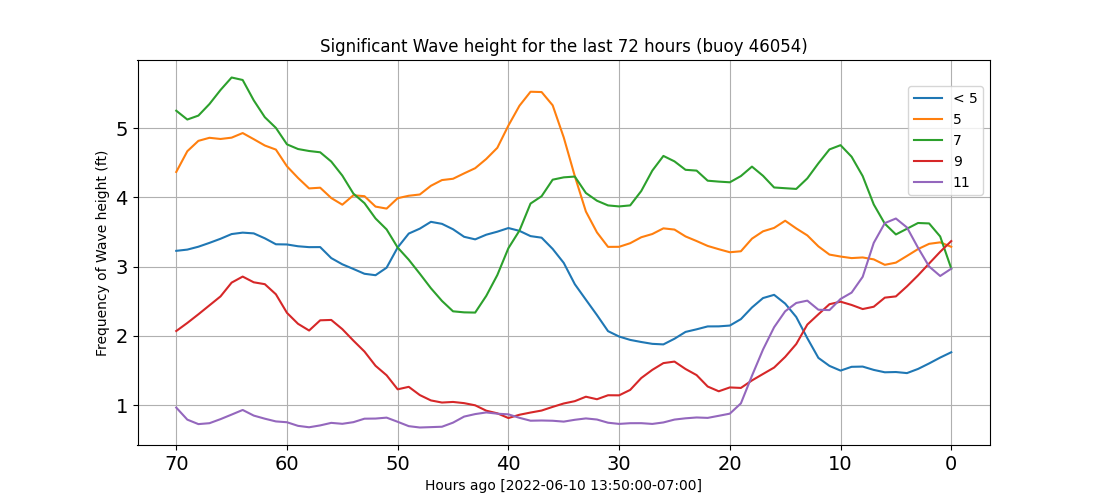 Significant Wave height for the last 72 hours (buoy 46054)
Frequency of Wave height (ft)
5
4
3
2
1
< 5
5
7
9
11
70 60 50 40 30 20 10 0
Hours ago [2022-06-10 13:50:00-07:00]